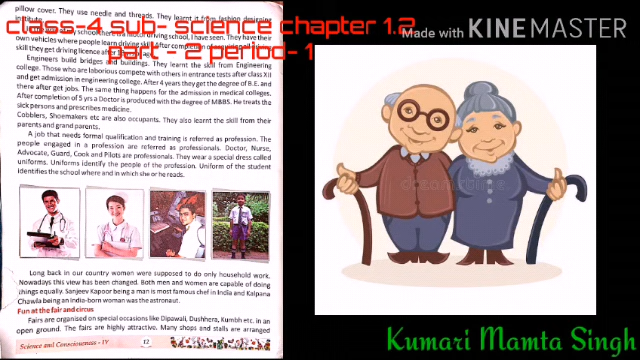 class-4 sub- science chapter 1.2
part - 2 period- 1
Made with KINEMASTER
pillow cover. They use needle and threads. They learnt it from fashion designing
institute.
their own vehicles where people learn driving skill. After completion of
skill they get driving licence after
Engineers build bridges and buildings. They learnt the skill from Engineering
college. Those who are laborious compete with others in entrance tests after class XII
and get admission in engineering college. After 4 years they get the degree of B.E. and
there after get jobs. The same thing happens for the admission in medical colleges.
After completion of 5 yrs a Doctor is produced with the degree of MBBS. He treats the
sick persons and prescribes medicine.
Cobblers, Shoemakers etc are also occupants. They also learnt the skill from their
parents and grand parents.
A job that needs formal qualification and training is referred as profession. The
people engaged in a profession are referred as professionals. Doctor, Nurse,
Advocate, Guard, Cook and Pilots are professionals. They wear a special dress called
uniforms. Uniforms identify the people of the profession. Uniform of the student
identifies the school where and in which she or he reads.
Long back in our country women were supposed to do only household work.
Nowadays this view has been changed. Both men and women are capable of doing
things equally. Sanjeev Kapoor being a man is most famous chef in India and Kalpana
Chawla being an India-born woman was the astronaut.
Fun at the fair and circus
Fairs are organised on special occasions like Dipawali, Dushhera, Kumbh etc. in an
open ground. The fairs are highly attractive. Many shops and stalls are arranged
Science and Consciousness - IV
12
Kumari Mamta Singh